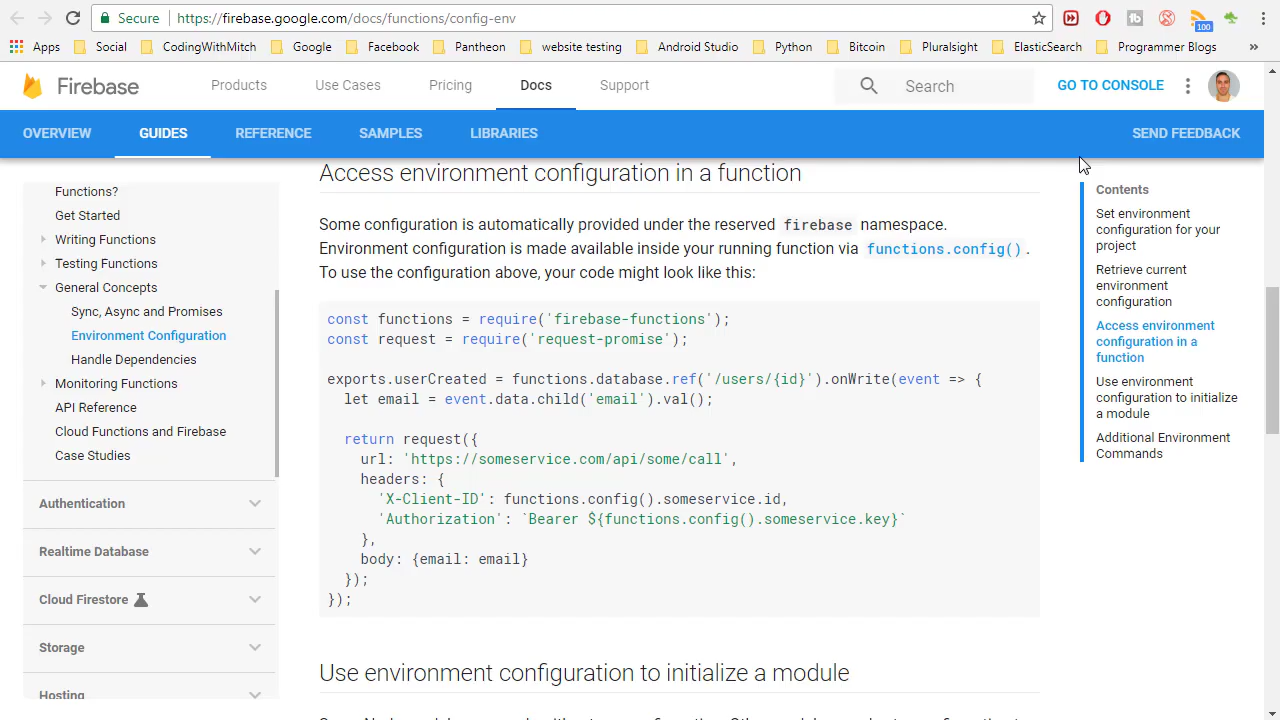 Secure
https://firebase.google.com/docs/functions/config-env
100
Apps Social CodingWithMitch Google Facebook Pantheon website testing Android Studio Python Bitcoin Pluralsight ElasticSearch Programmer Blogs »
Firebase Products Use Cases Pricing Docs Support Search GO TO CONSOLE
OVERVIEW GUIDES REFERENCE SAMPLES LIBRARIES SEND FEEDBACK
Functions?
Get Started
Writing Functions
Testing Functions
General Concepts
Sync, Async and Promises
Environment Configuration
Handle Dependencies
Monitoring Functions
API Reference
Cloud Functions and Firebase
Case Studies
Authentication
Realtime Database
Cloud Firestore
Storage
Hosting
Access environment configuration in a function
Some configuration is automatically provided under the reserved firebase namespace.
Environment configuration is made available inside your running function via functions.config() .
To use the configuration above, your code might look like this:
const functions = require('firebase-functions');
const request = require('request-promise');
exports.userCreated = functions.database.ref('/users/{id}').onWrite(event => {
  let email = event.data.child('email').val();
  return request({
    url: 'https://someservice.com/api/some/call',
    headers: {
      'X-Client-ID': functions.config().someservice.id,
      'Authorization': `Bearer ${functions.config().someservice.key}`
    },
    body: {email: email}
  });
});
Use environment configuration to initialize a module
Contents
Set environment
configuration for your
project
Retrieve current
environment
configuration
Access environment
configuration in a
function
Use environment
configuration to initialize
a module
Additional Environment
Commands